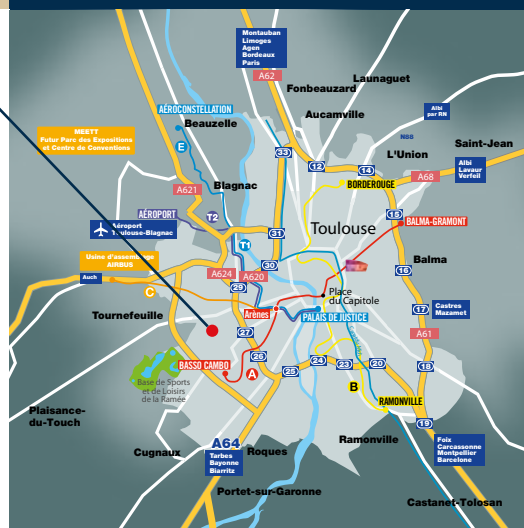 Montauban
Limoges
Agen
Bordeaux
Paris
A62
Launaguet
Fonbeauzard
Aucamville
AÉROCONSTELLATION
Beauzelle
E
MEETT
Futur Parc des Expositions
et Centre de Conventions
Albi
par RN
N88
Saint-Jean
L'Union
33
12
14
Albi
Lavaur
Verfeil
A68
BORDEROUGE
A621
Blagnac
AÉROPORT
T2
Aéroport
Toulouse-Blagnac
15
BALMA-GRAMONT
Toulouse
31
T1
Balma
Usine d'assemblage
AIRBUS
Auch
A624
A620
30
16
29
C
Place
du Capitole
Arènes
PALAIS DE JUSTICE
17
Castres
Mazamet
Tournefeuille
27
A61
26
24
23
20
18
BASSO CAMBO
A
25
B
Base de Sports
et de Loisirs
de la Ramée
RAMONVILLE
Plaisance-
du-Touch
19
Cugnaux
A64
Roques
Ramonville
Tarbes
Bayonne
Biarritz
Foix
Carcassonne
Montpellier
Barcelone
Portet-sur-Garonne
Castanet-Tolosan